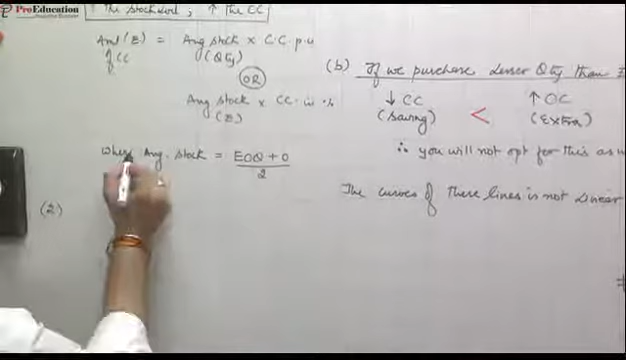 ProEducation
the stock level, ↑ the CC
Aml (₹) = Avg stock × C.C. p.u
of CC (Qty)
OR
Avg stock × CC in %
(₹)
Where Avg. stock = EOQ + 0
2
(2)
(b) If we purchase Lesser Qty than
↓ CC < ↑ OC
(Saving) (Extra)
∴ you will not opt for this as
The curves of these lines is not Linear